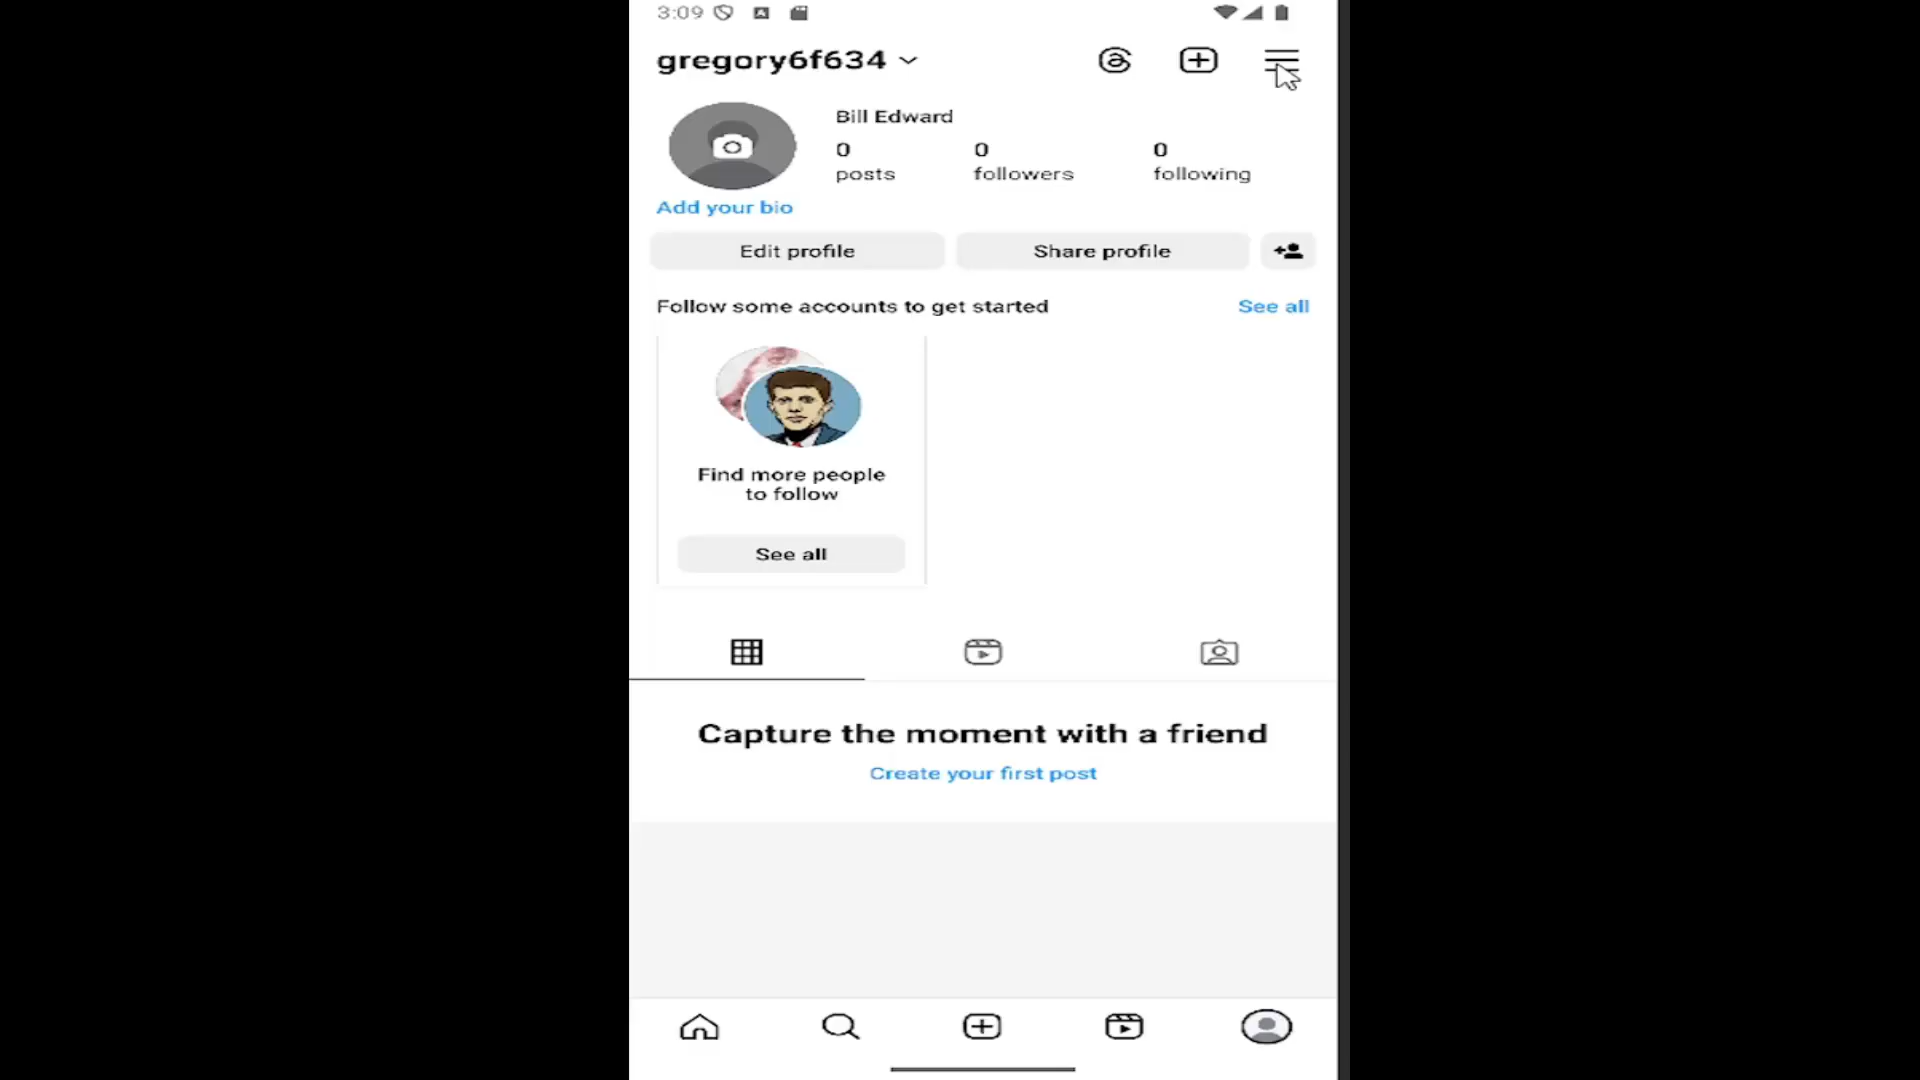 3:09
gregory6f634
Bill Edward
0 0 0
posts followers following
Add your bio
Edit profile Share profile
Follow some accounts to get started See all
Find more people
to follow
See all
Capture the moment with a friend
Create your first post